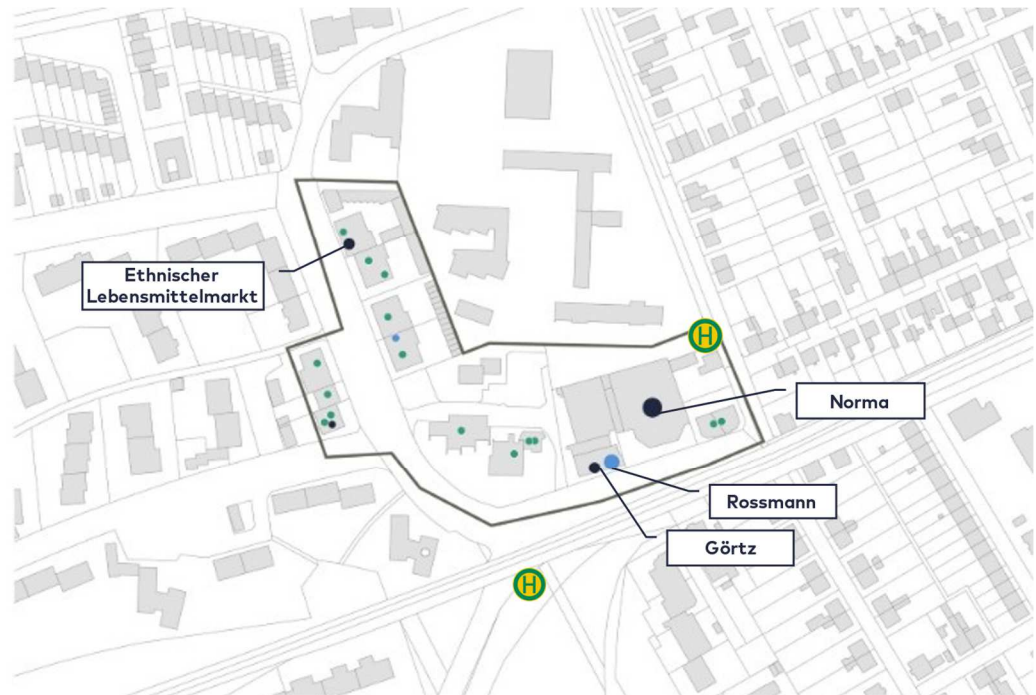 Ethnischer
Lebensmittelmarkt
H
Norma
Rossmann
Görtz
H